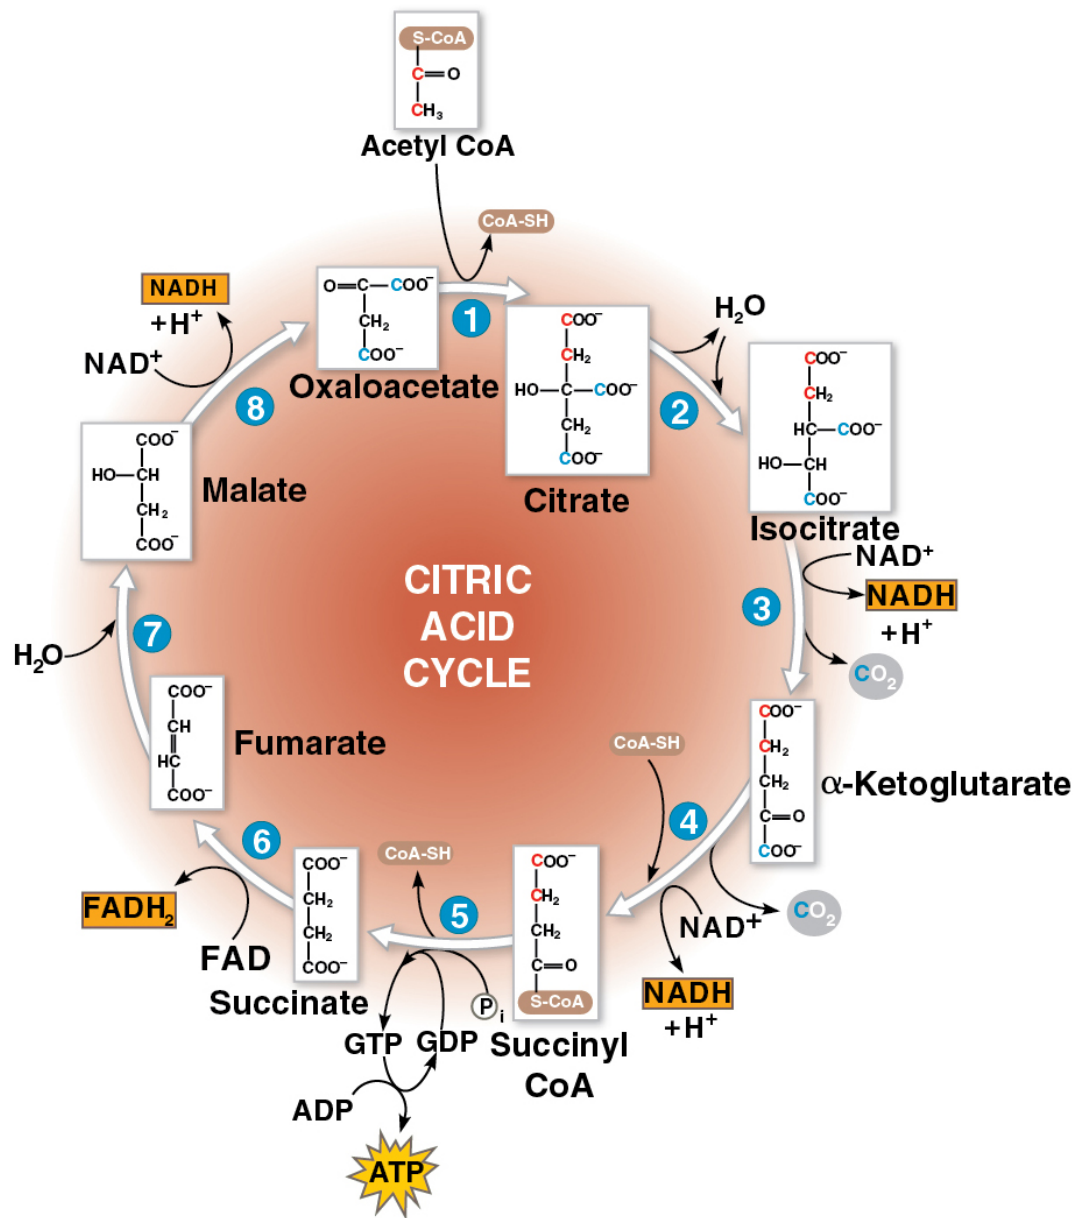 S-CoA
C=O
CH₃
Acetyl CoA
CoA-SH
O=C—COO⁻
CH₂
COO⁻
Oxaloacetate
1
COO⁻
CH₂
HO—C—COO⁻
CH₂
COO⁻
Citrate
H₂O
2
COO⁻
CH₂
HC—COO⁻
HO—CH
COO⁻
Isocitrate
NAD⁺
NADH
+H⁺
3
CO₂
COO⁻
CH₂
CH₂
C=O
COO⁻
α-Ketoglutarate
CoA-SH
4
CO₂
NAD⁺
NADH
+H⁺
COO⁻
CH₂
CH₂
C=O
S-CoA
Succinyl
CoA
5
CoA-SH
Pi
GTP
GDP
ADP
ATP
COO⁻
CH₂
CH₂
COO⁻
Succinate
6
FAD
FADH₂
COO⁻
CH
HC
COO⁻
Fumarate
7
H₂O
COO⁻
HO—CH
CH₂
COO⁻
Malate
8
NAD⁺
NADH
+H⁺
CITRIC
ACID
CYCLE